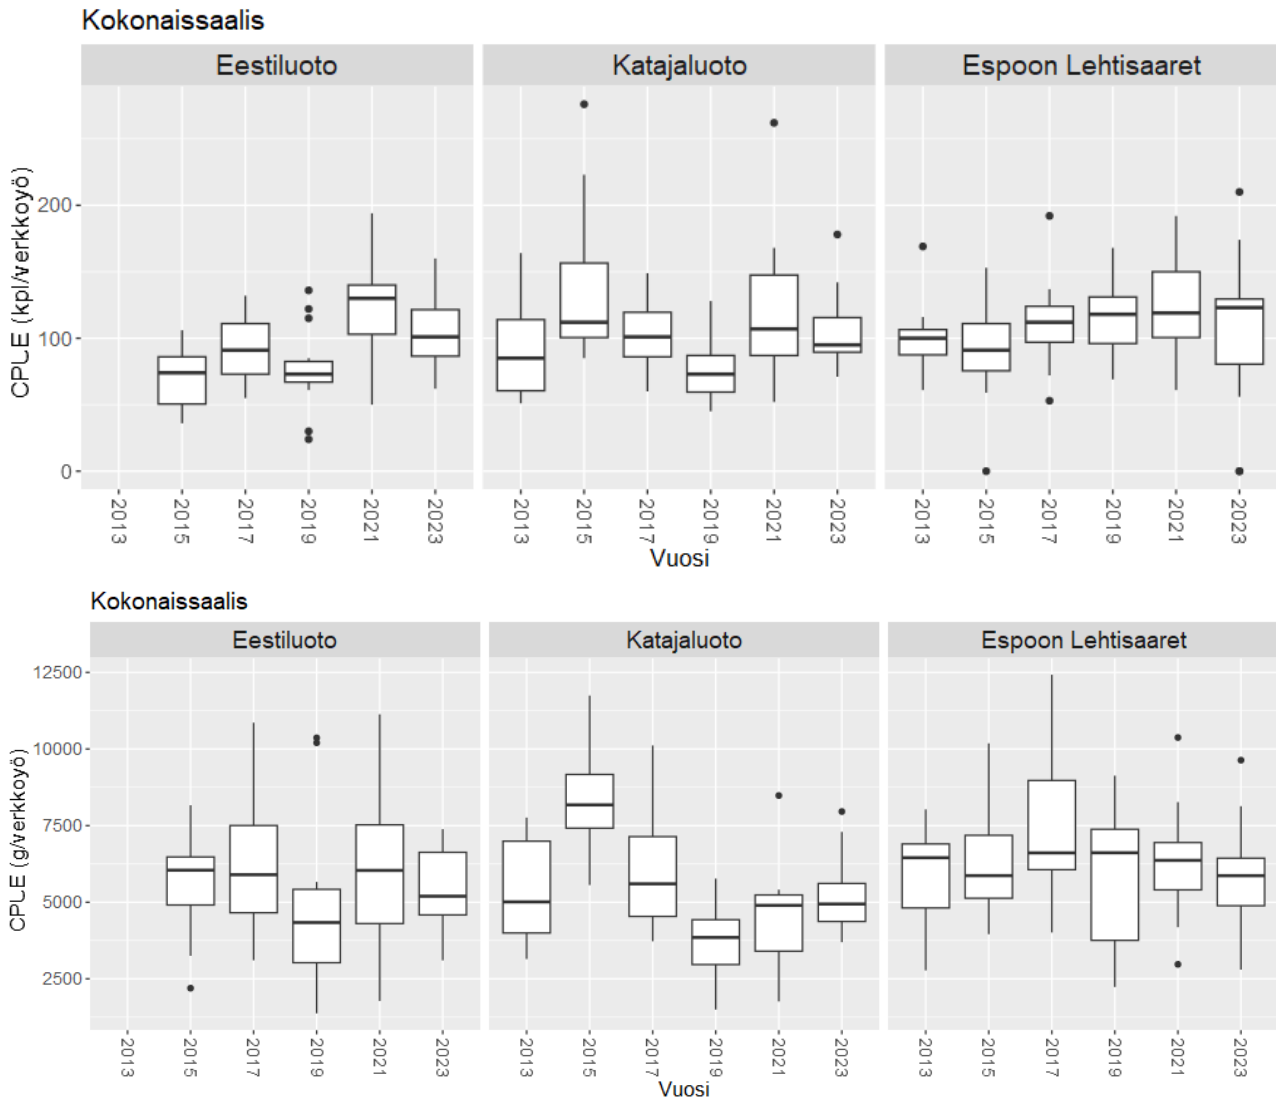 Kokonaissaalis
Eestiluoto Katajaluoto Espoon Lehtisaaret
CPLE (kpl/verkkoyö)
200
100
0
2013 2015 2017 2019 2021 2023 2013 2015 2017 2019 2021 2023 2013 2015 2017 2019 2021 2023
Vuosi
Kokonaissaalis
Eestiluoto Katajaluoto Espoon Lehtisaaret
CPLE (g/verkkoyö)
12500
10000
7500
5000
2500
2013 2015 2017 2019 2021 2023 2013 2015 2017 2019 2021 2023 2013 2015 2017 2019 2021 2023
Vuosi